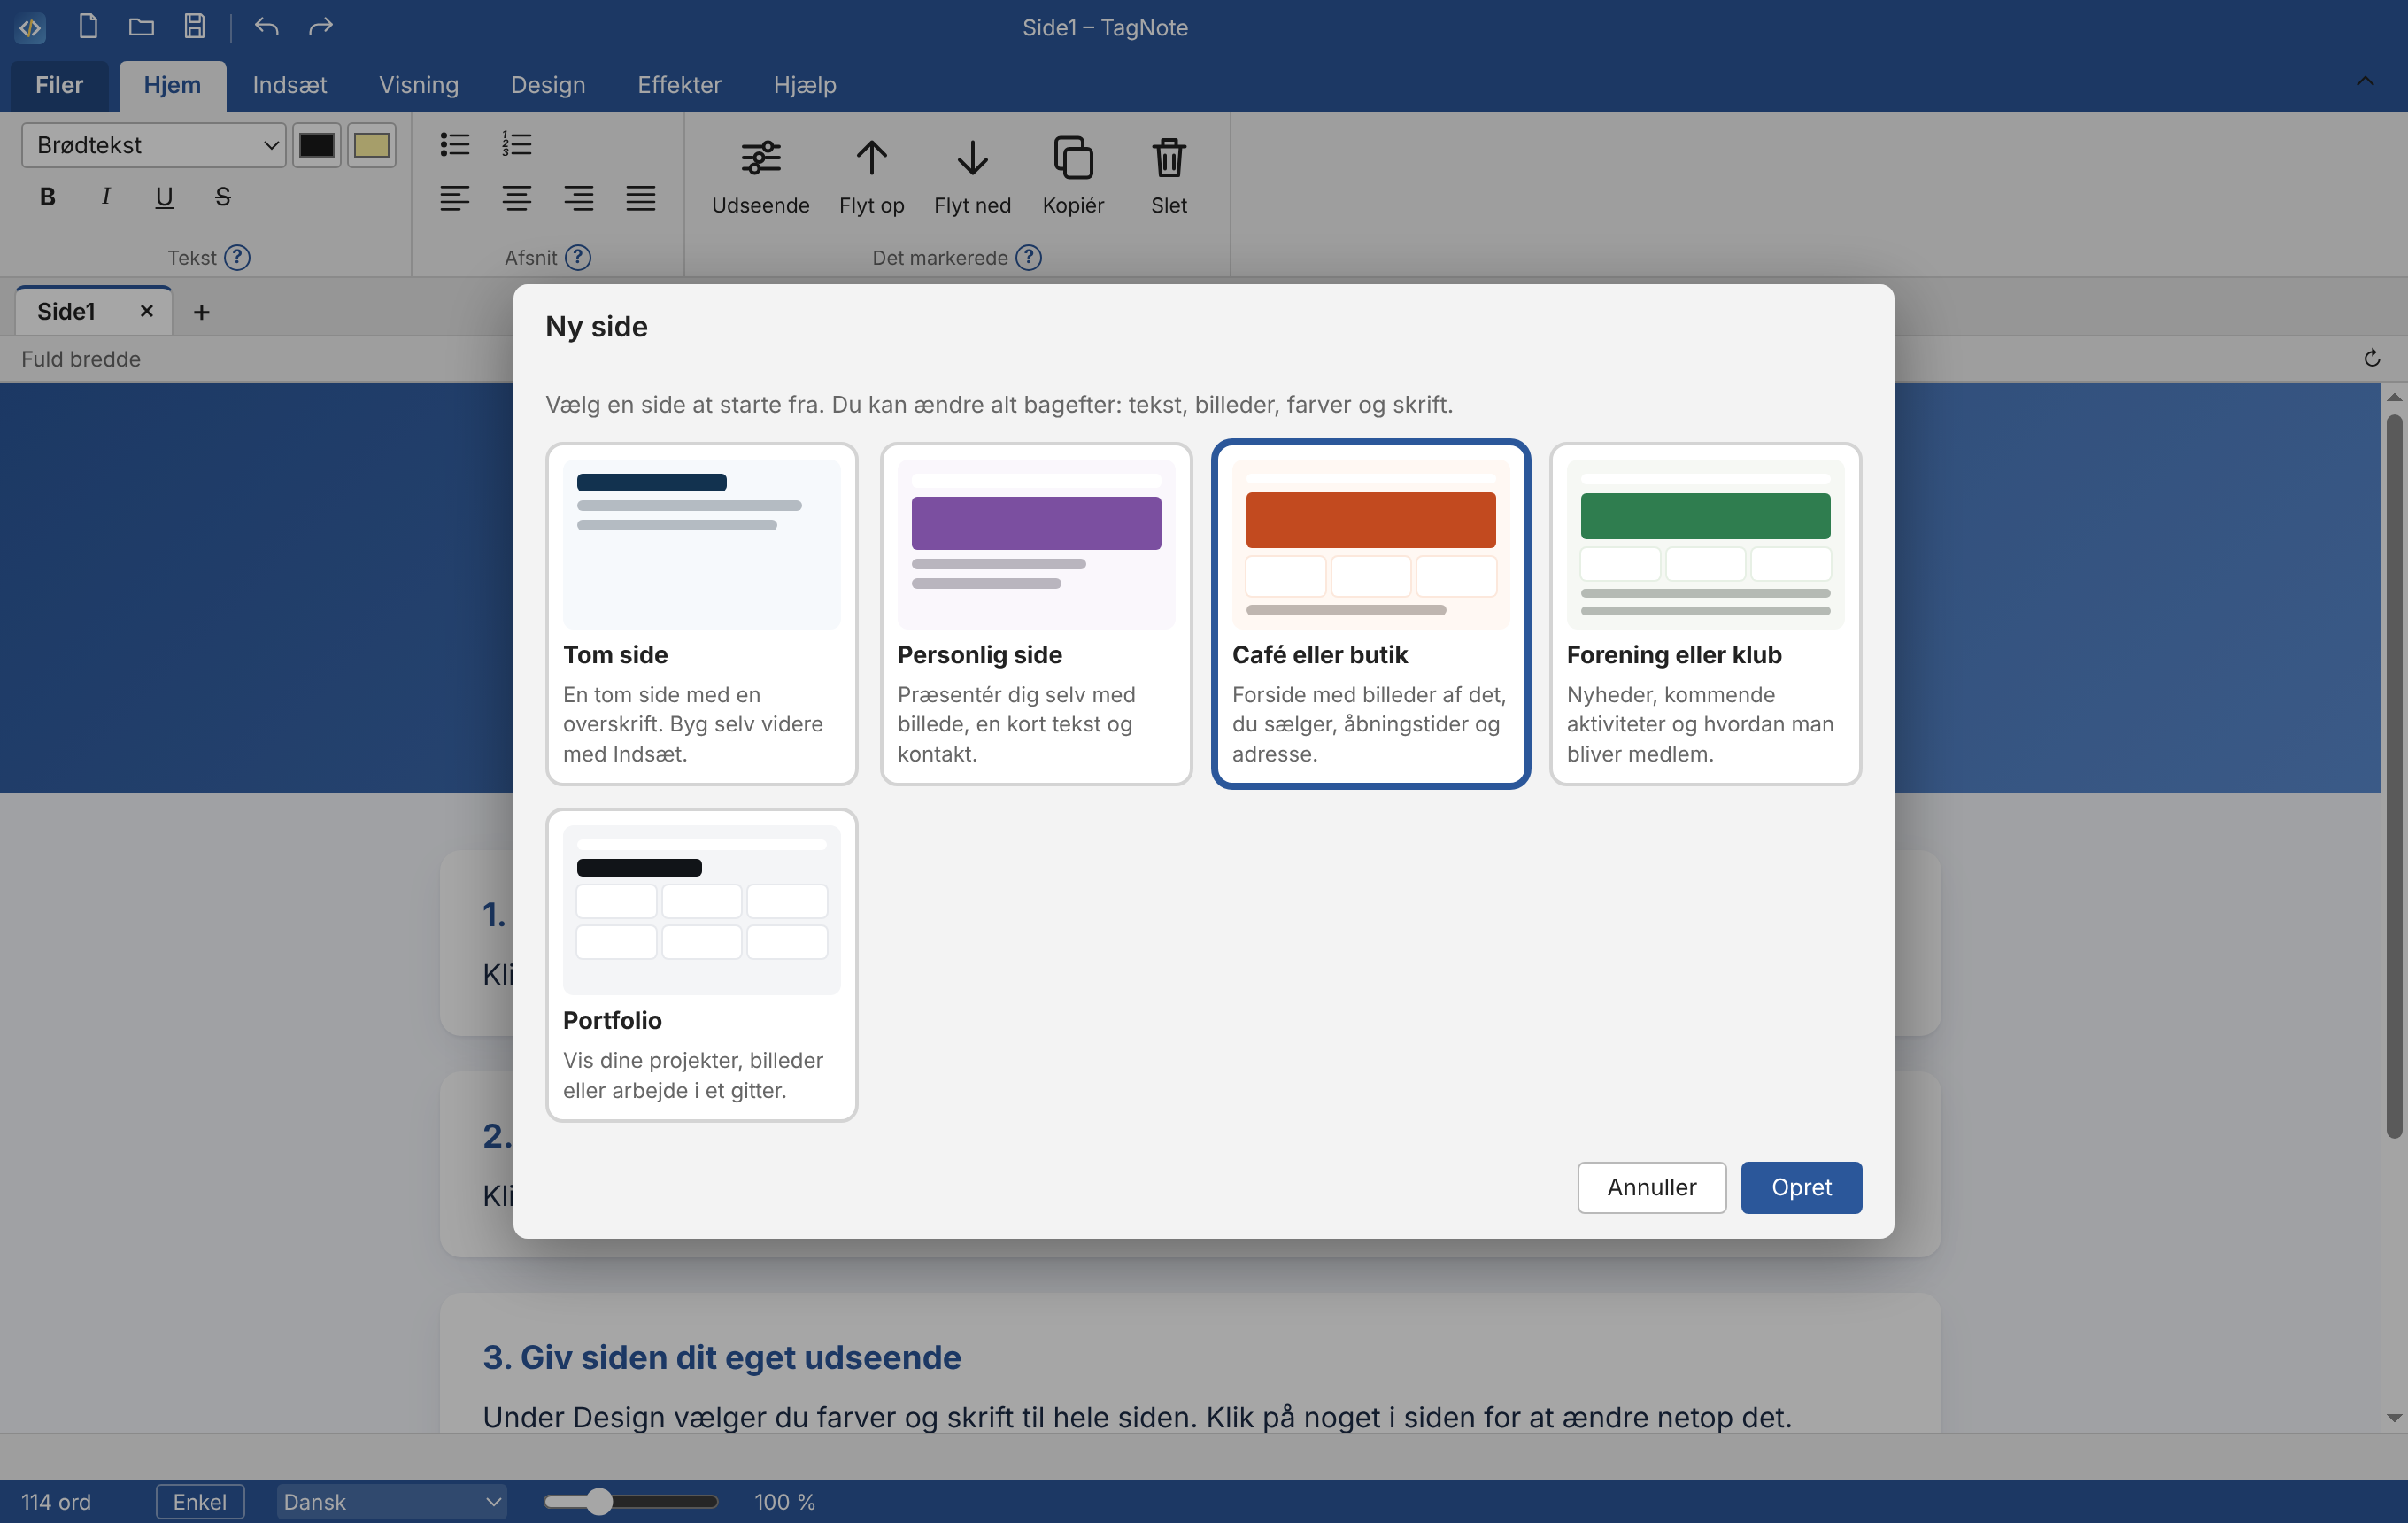 Side1 – TagNote
Filer
Hjem
Indsæt
Visning
Design
Effekter
Hjælp
Brødtekst
B
I
U
S
Tekst ?
1
2
3
Afsnit ?
Udseende
Flyt op
Flyt ned
Kopiér
Slet
Det markerede ?
Side1 ×
+
Fuld bredde
Ny side
Vælg en side at starte fra. Du kan ændre alt bagefter: tekst, billeder, farver og skrift.
Tom side
En tom side med en
overskrift. Byg selv videre
med Indsæt.
Personlig side
Præsentér dig selv med
billede, en kort tekst og
kontakt.
Café eller butik
Forside med billeder af det,
du sælger, åbningstider og
adresse.
Forening eller klub
Nyheder, kommende
aktiviteter og hvordan man
bliver medlem.
Portfolio
Vis dine projekter, billeder
eller arbejde i et gitter.
Annuller
Opret
1.
Kli
2.
Kli
3. Giv siden dit eget udseende
Under Design vælger du farver og skrift til hele siden. Klik på noget i siden for at ændre netop det.
114 ord
Enkel
Dansk
100 %